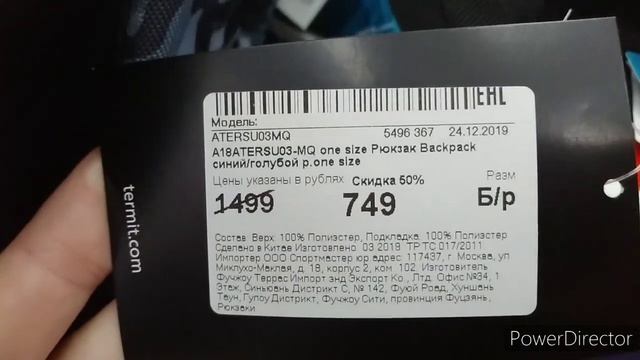 EAC
Модель:
ATERSU03MQ 5496 367 24.12.2019
A18ATERSU03-MQ one size Рюкзак Backpack
синий/голубой р.one size
Цены указаны в рублях Скидка 50% Разм
1499 749 Б/р
Состав: Верх: 100% Полиэстер, Подкладка: 100% Полиэстер
Сделано в Китае Изготовлено: 03.2018 ТР ТС 017/2011
Импортер ООО Спортмастер юр.адрес: 117437, г. Москва, ул
Миклухо-Маклая, д. 18, корпус 2, ком. 102. Изготовитель
Фучжоу Террас Импорт энд Экспорт Ко., Лтд. Офис №34, 1
Этаж, Синьвань Дистрикт С, № 142, Фуюй Роад, Хуншань
Таун, Гулоу Дистрикт, Фучжоу Сити, провинция Фуцзянь,
Рюкзаки
termit.com
PowerDirector